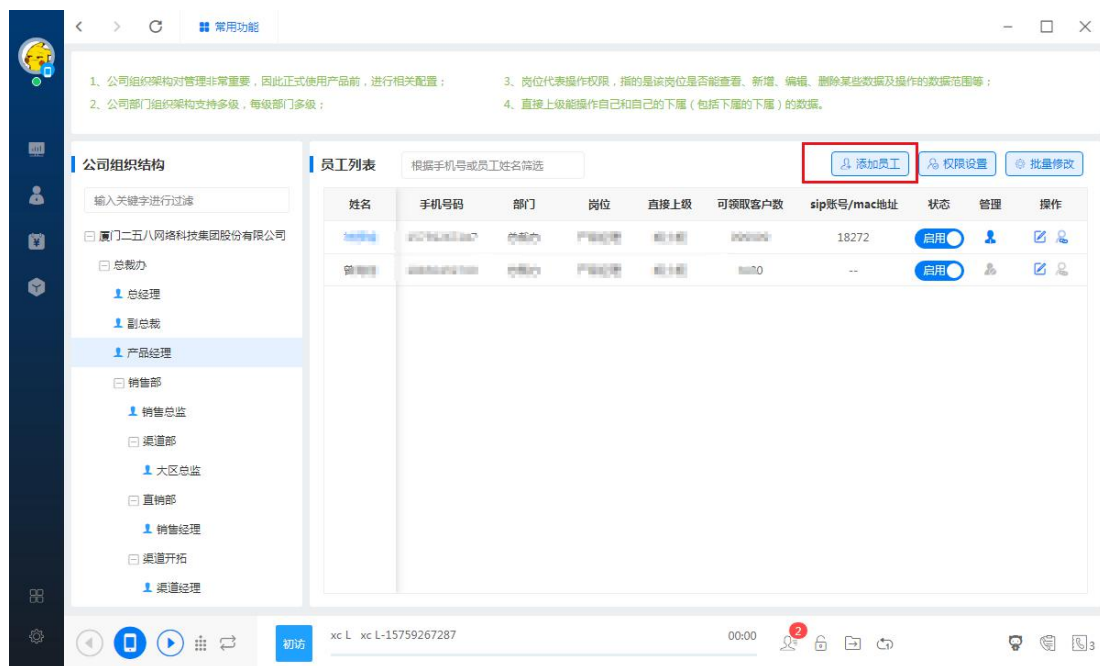 常用功能
1、公司组织架构对管理非常重要，因此正式使用产品前，进行相关配置；
3、岗位代表操作权限，指的是该岗位是否能查看、新增、编辑、删除某些数据及操作的数据范围等；
2、公司部门组织架构支持多级，每级部门多级；
4、直接上级能操作自己和自己的下属（包括下属的下属）的数据。
公司组织结构
员工列表
根据手机号或员工姓名筛选
添加员工
权限设置
批量修改
输入关键字进行过滤
姓名 手机号码 部门 岗位 直接上级 可领取客户数 sip账号/mac地址 状态 管理 操作
厦门二五八网络科技集团股份有限公司
18272 启用
总裁办
-- 启用
总经理
副总裁
产品经理
销售部
销售总监
渠道部
大区总监
直销部
销售经理
渠道开拓
渠道经理
初访
xc L xc L-15759267287
00:00
2
3